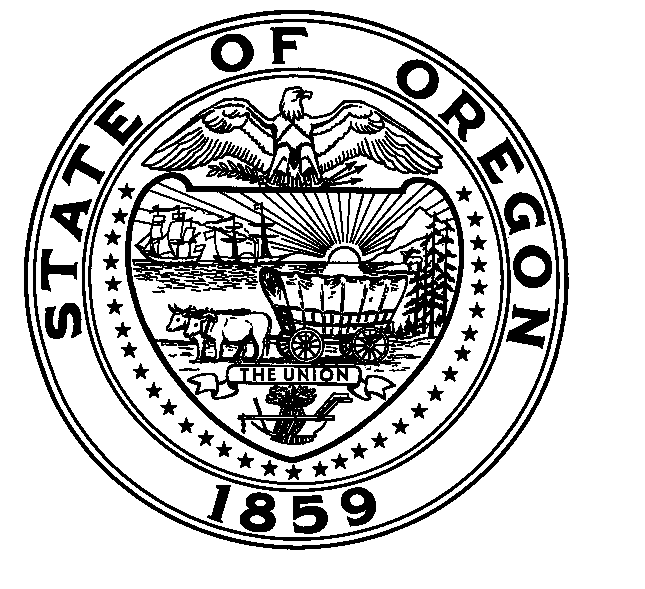 STATE OF OREGON
THE UNION
1859